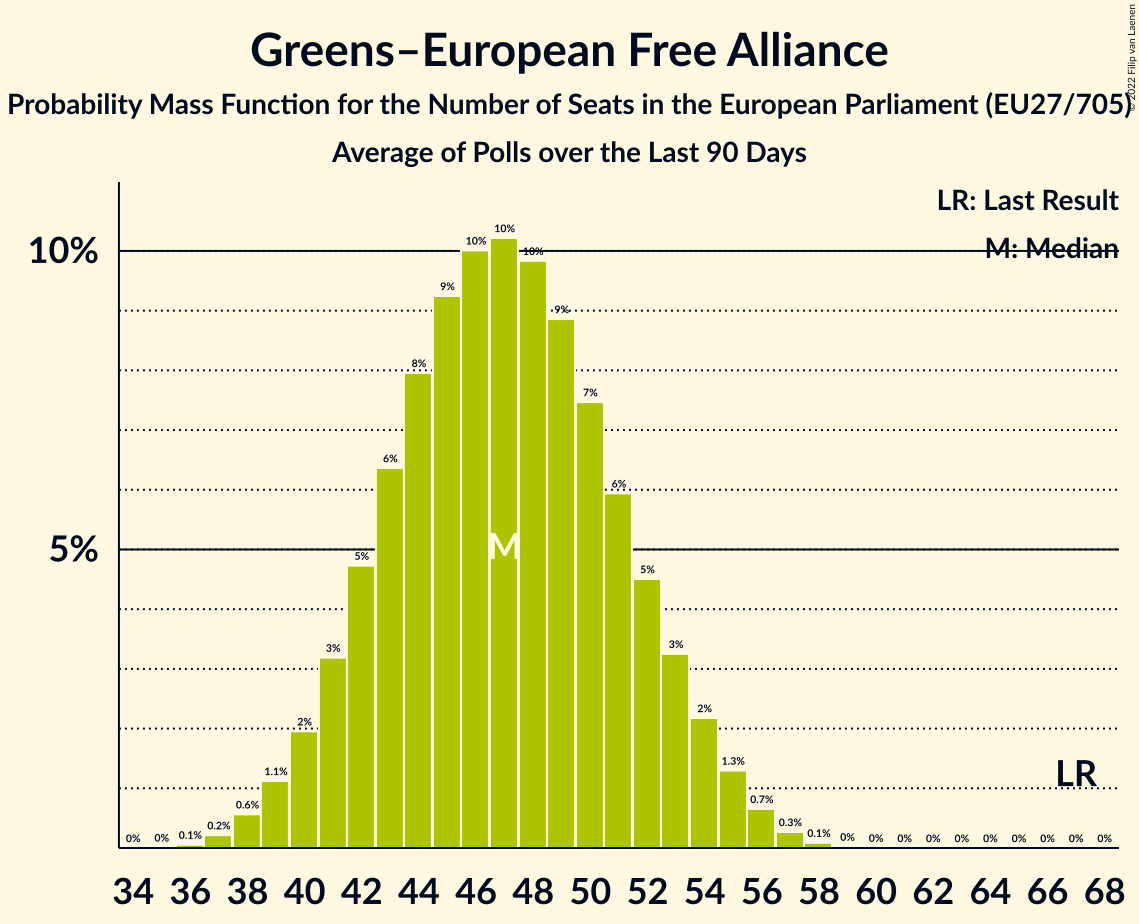 Greens–European Free Alliance
Probability Mass Function for the Number of Seats in the European Parliament (EU27/705)
Average of Polls over the Last 90 Days
© 2022 Filip van Laenen
LR: Last Result
M: Median
10%
5%
0% 0% 0.1% 0.2% 0.6% 1.1% 2% 3% 5% 6% 8% 9% 10% 10% 10% 9% 7% 6% 5% 3% 2% 1.3% 0.7% 0.3% 0.1% 0% 0% 0% 0% 0% 0% 0% 0% 0% 0%
M
LR
34 36 38 40 42 44 46 48 50 52 54 56 58 60 62 64 66 68